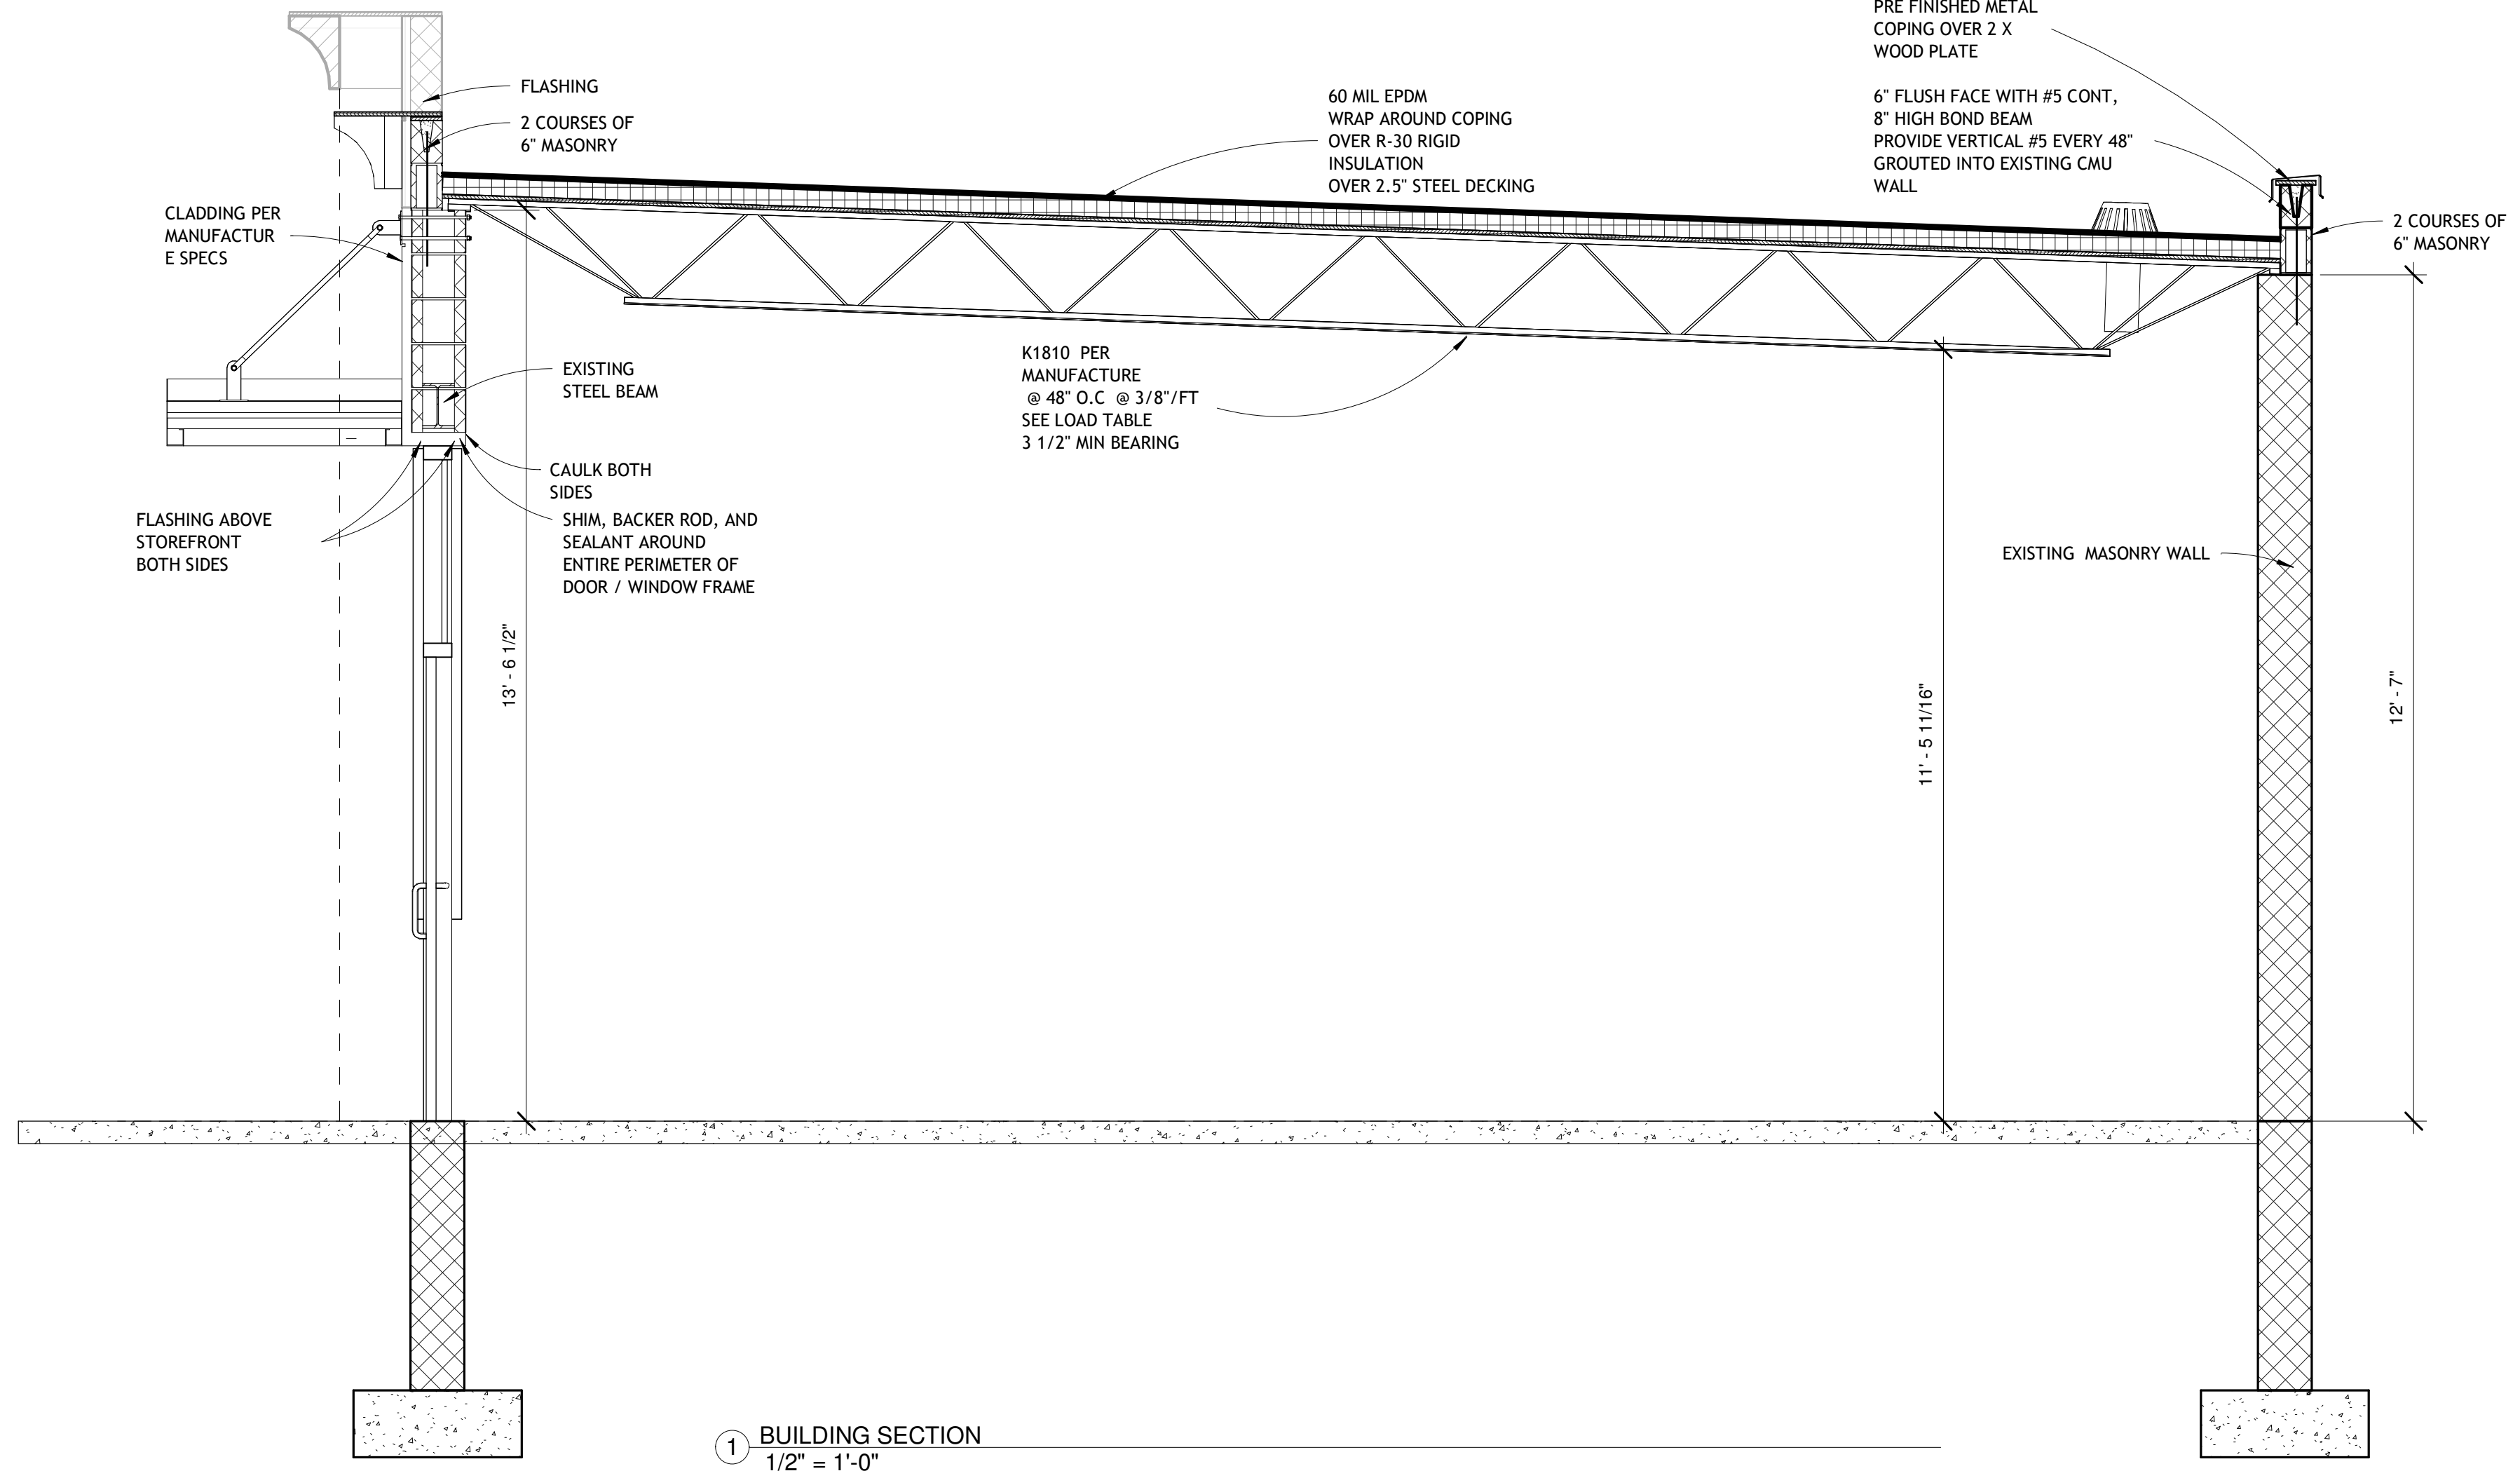 PRE FINISHED METAL
COPING OVER 2 X
WOOD PLATE
FLASHING
2 COURSES OF
6" MASONRY
60 MIL EPDM
WRAP AROUND COPING
OVER R-30 RIGID
INSULATION
OVER 2.5" STEEL DECKING
6" FLUSH FACE WITH #5 CONT,
8" HIGH BOND BEAM
PROVIDE VERTICAL #5 EVERY 48"
GROUTED INTO EXISTING CMU
WALL
CLADDING PER
MANUFACTUR
E SPECS
2 COURSES OF
6" MASONRY
EXISTING
STEEL BEAM
K1810 PER
MANUFACTURE
@ 48" O.C @ 3/8"/FT
SEE LOAD TABLE
3 1/2" MIN BEARING
CAULK BOTH
SIDES
FLASHING ABOVE
STOREFRONT
BOTH SIDES
SHIM, BACKER ROD, AND
SEALANT AROUND
ENTIRE PERIMETER OF
DOOR / WINDOW FRAME
EXISTING MASONRY WALL
13' - 6 1/2"
11' - 5 11/16"
12' - 7"
1
BUILDING SECTION
1/2" = 1'-0"